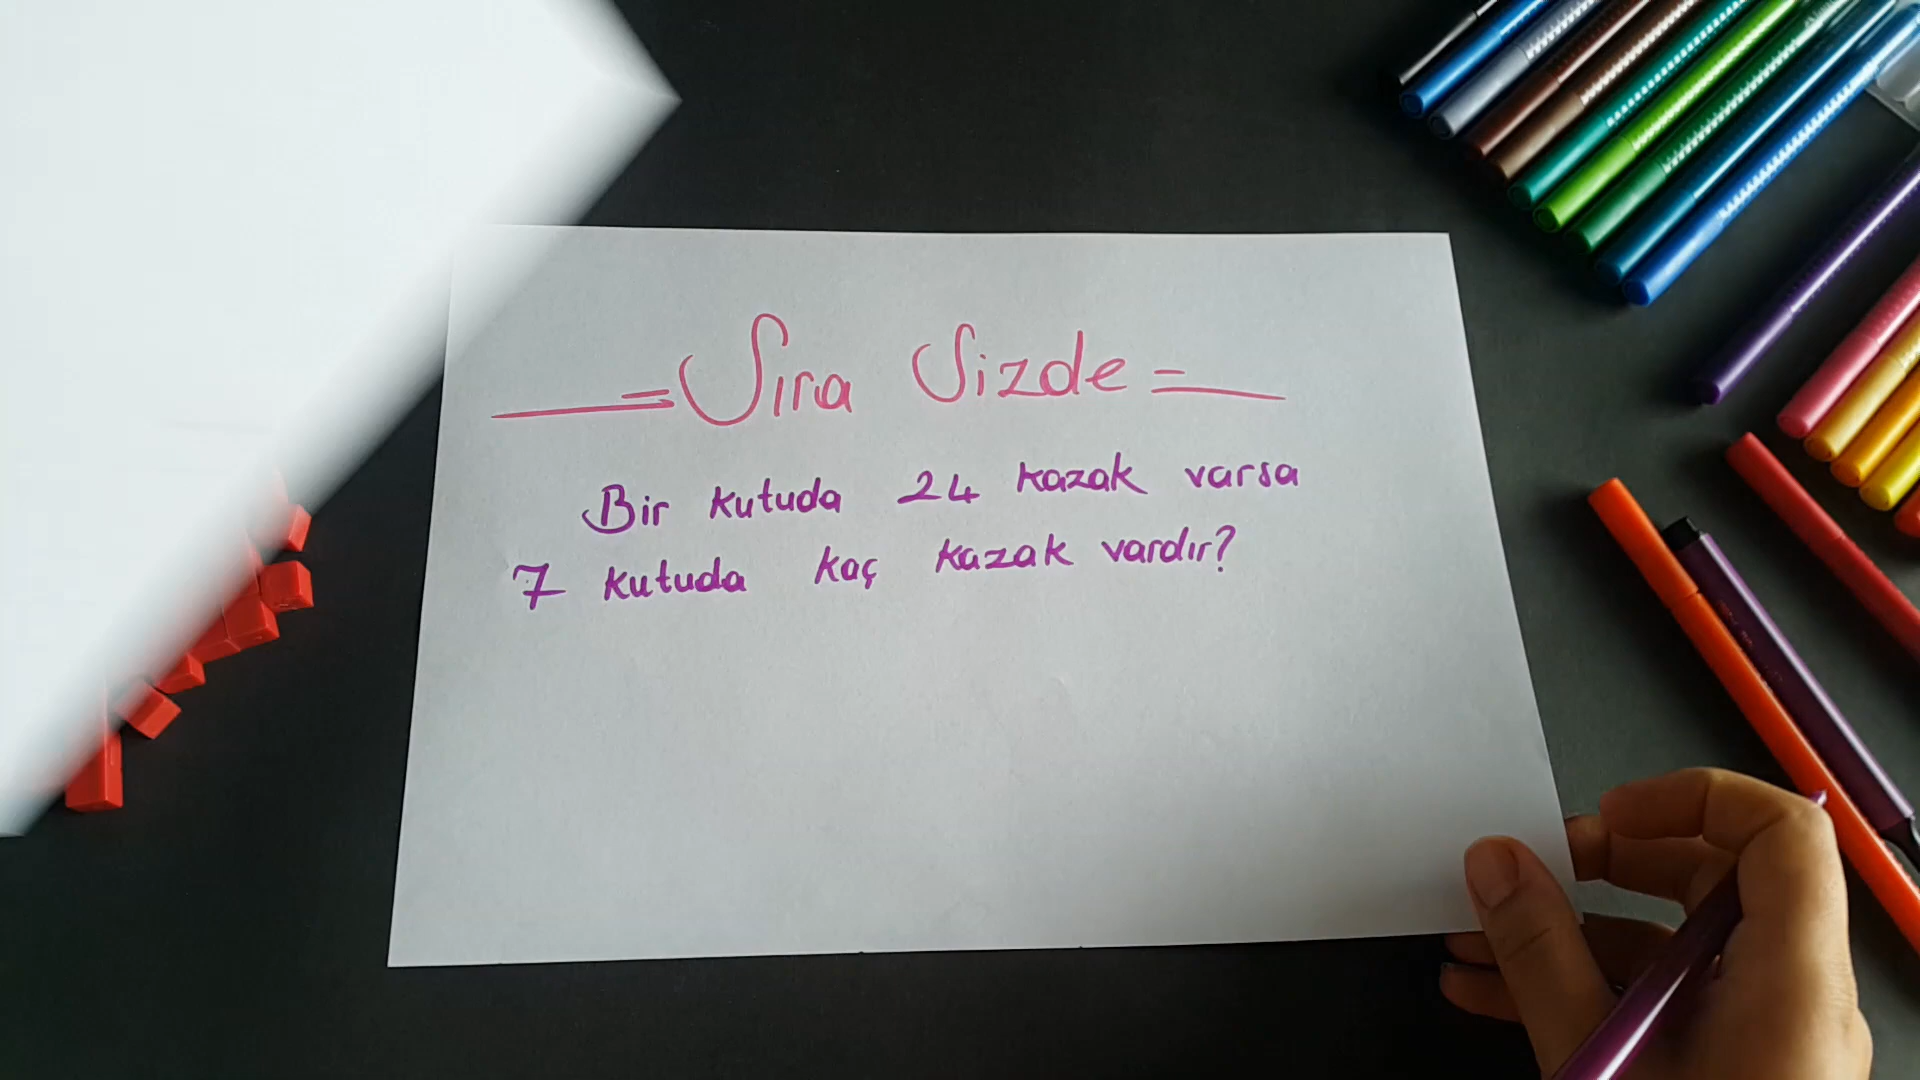 Sıra Sizde
Bir kutuda 24 kazak varsa
7 kutuda kaç kazak vardır?